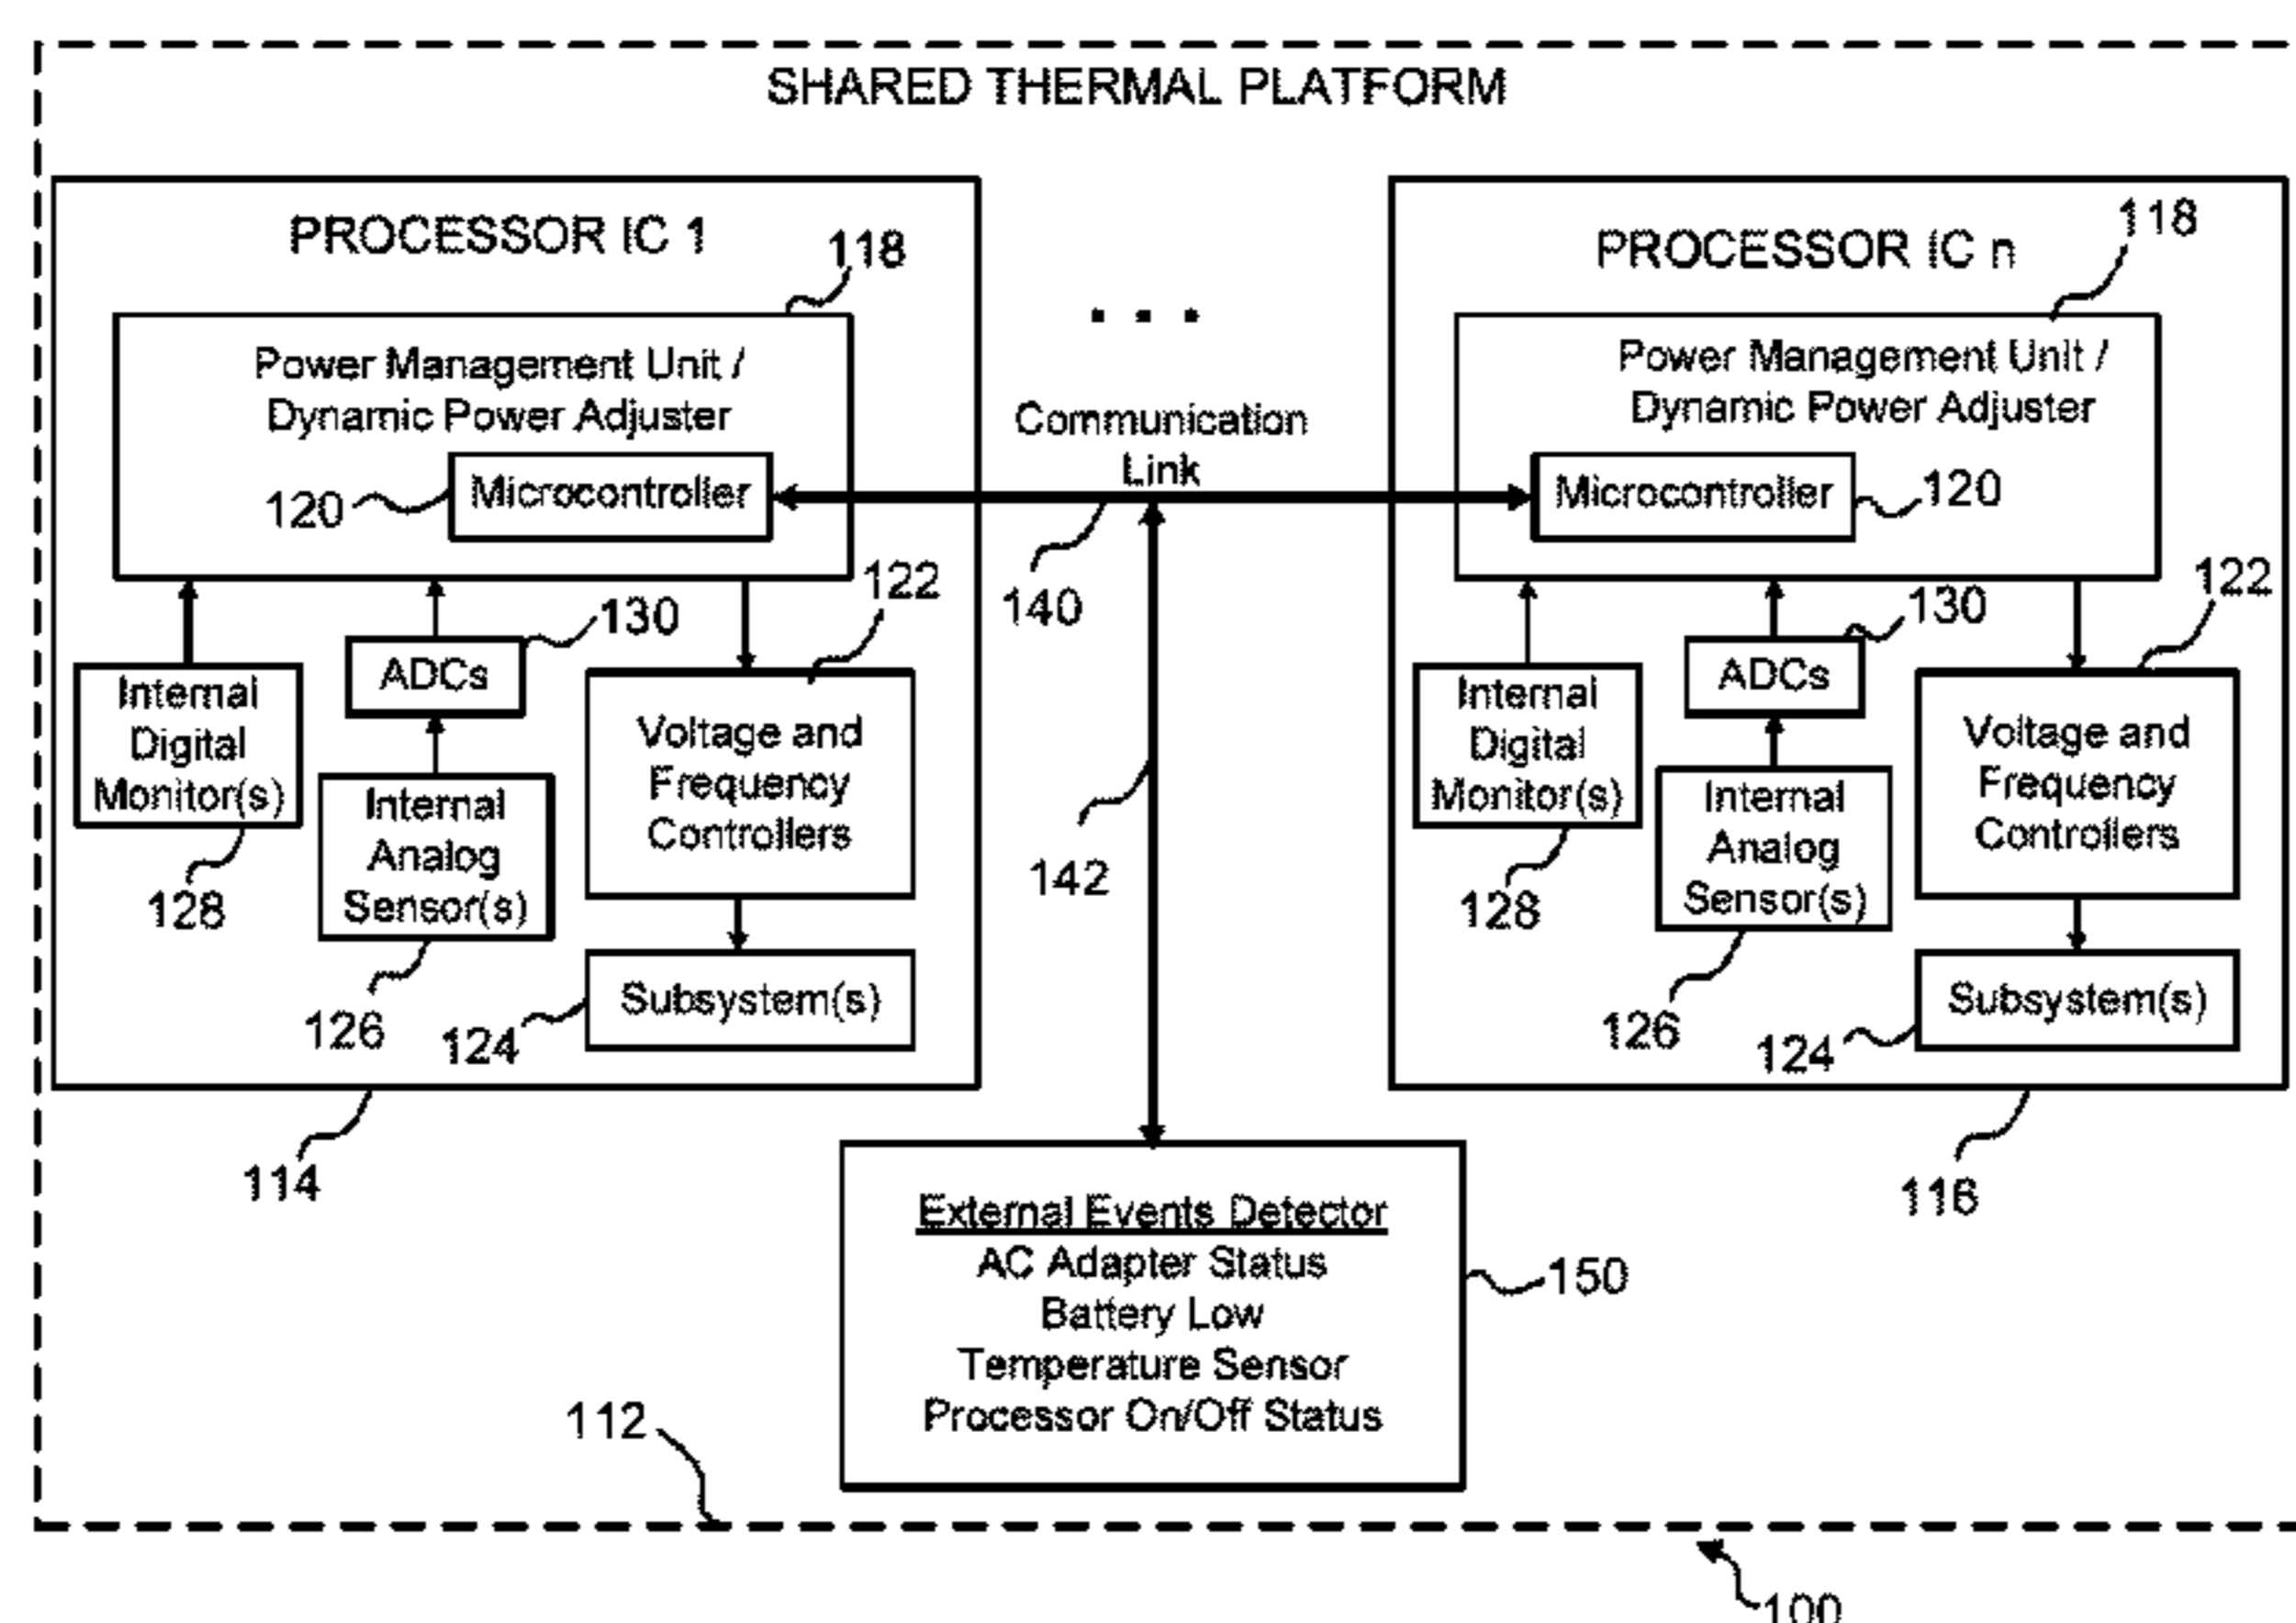 SHARED THERMAL PLATFORM
PROCESSOR IC 1
118
Power Management Unit /
Dynamic Power Adjuster
Microcontroller
120
122
130
ADCs
Internal
Digital
Monitor(s)
128
Internal
Analog
Sensor(s)
126
Voltage and
Frequency
Controllers
Subsystem(s)
124
114
. . .
Communication
Link
140
142
PROCESSOR IC n
118
Power Management Unit /
Dynamic Power Adjuster
Microcontroller
120
122
130
ADCs
Internal
Digital
Monitor(s)
128
Internal
Analog
Sensor(s)
126
Voltage and
Frequency
Controllers
Subsystem(s)
124
116
External Events Detector
AC Adapter Status
Battery Low
Temperature Sensor
Processor On/Off Status
150
112
100